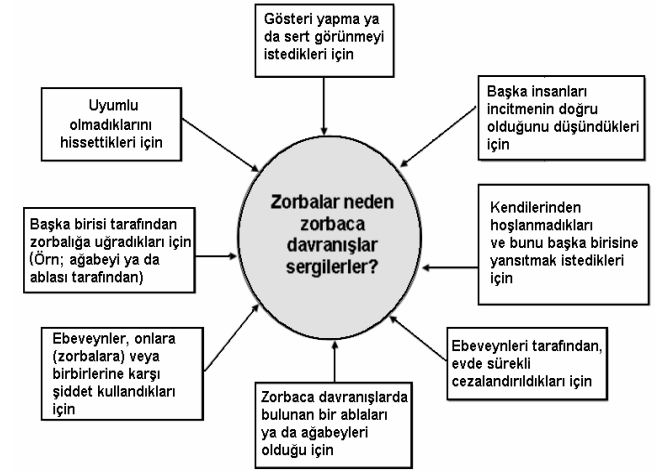 Gösteri yapma ya
da sert görünmeyi
istedikleri için
Uyumlu
olmadıklarını
hissettikleri için
Başka insanları
incitmenin doğru
olduğunu düşündükleri
için
Zorbalar neden
zorbaca
davranışlar
sergilerler?
Başka birisi tarafından
zorbalığa uğradıkları için
(Örn; ağabeyi ya da
ablası tarafından)
Kendilerinden
hoşlanmadıkları
ve bunu başka birisine
yansıtmak istedikleri
için
Ebeveynler, onlara
(zorbalara) veya
birbirlerine karşı
şiddet kullandıkları
için
Zorbaca davranışlarda
bulunan bir ablaları
ya da ağabeyleri
olduğu için
Ebeveynleri tarafından,
evde sürekli
cezalandırıldıkları için